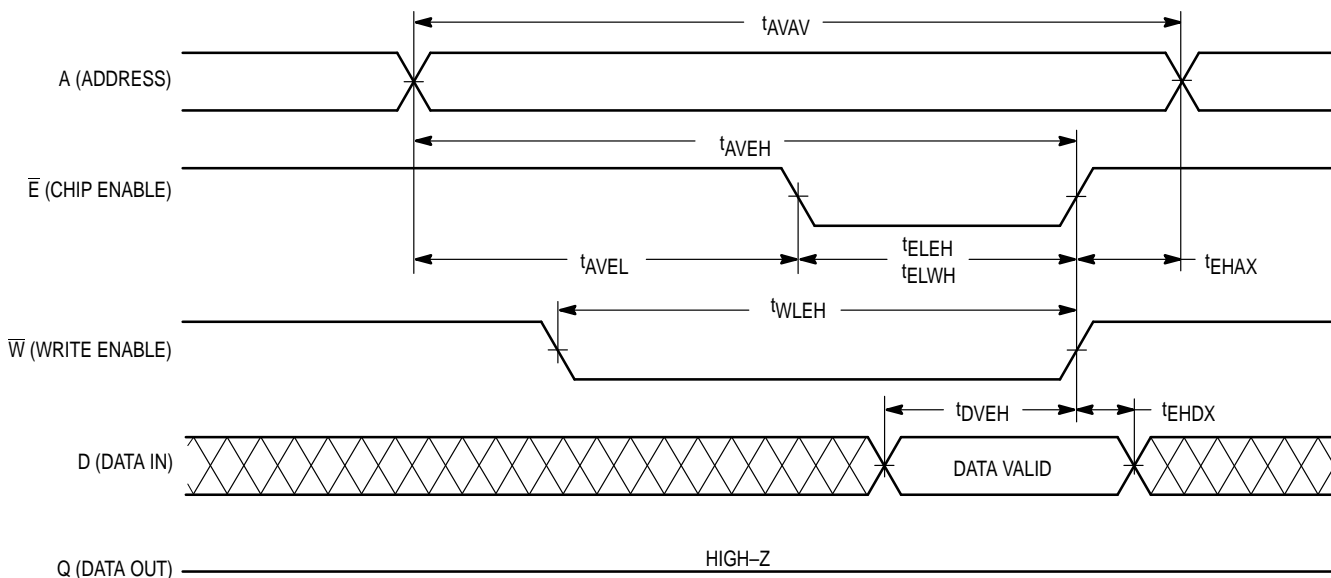 tAVAV
A (ADDRESS)
tAVEH
E (CHIP ENABLE)
tAVEL
tELEH
tELWH
tEHAX
tWLEH
W (WRITE ENABLE)
tDVEH
tEHDX
D (DATA IN)
DATA VALID
HIGH–Z
Q (DATA OUT)